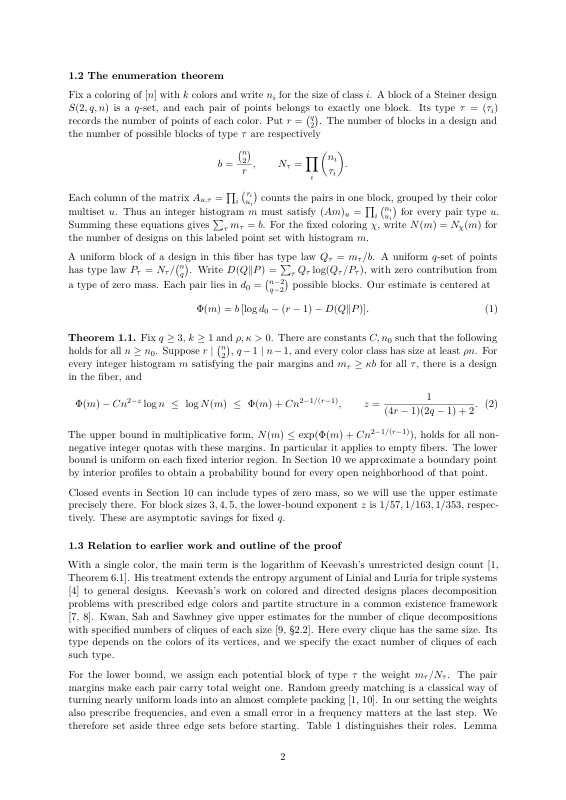 1.2 The enumeration theorem
Fix a coloring of [n] with k colors and write n_i for the size of class i. A block of a Steiner design
S(2, q, n) is a q-set, and each pair of points belongs to exactly one block. Its type τ = (τ_i)
records the number of points of each color. Put r = \binom{q}{2}. The number of blocks in a design and
the number of possible blocks of type τ are respectively
b = \frac{\binom{n}{2}}{r}, N_τ = ∏_i \binom{n_i}{τ_i}.
Each column of the matrix A_{u,τ} = ∏_i \binom{τ_i}{u_i} counts the pairs in one block, grouped by their color
multiset u. Thus an integer histogram m must satisfy (Am)_u = ∏_i \binom{n_i}{u_i} for every pair type u.
Summing these equations gives ∑_τ m_τ = b. For the fixed coloring χ, write N(m) = N_χ(m) for
the number of designs on this labeled point set with histogram m.
A uniform block of a design in this fiber has type law Q_τ = m_τ/b. A uniform q-set of points
has type law P_τ = N_τ/\binom{n}{q}. Write D(Q∥P) = ∑_τ Q_τ log(Q_τ/P_τ), with zero contribution from
a type of zero mass. Each pair lies in d_0 = \binom{n−2}{q−2} possible blocks. Our estimate is centered at
Φ(m) = b [log d_0 − (r − 1) − D(Q∥P)]. (1)
Theorem 1.1. Fix q ≥ 3, k ≥ 1 and ρ, κ > 0. There are constants C, n_0 such that the following
holds for all n ≥ n_0. Suppose r | \binom{n}{2}, q−1 | n−1, and every color class has size at least ρn. For
every integer histogram m satisfying the pair margins and m_τ ≥ κb for all τ, there is a design
in the fiber, and
Φ(m) − Cn^{2−z} log n ≤ log N(m) ≤ Φ(m) + Cn^{2−1/(r−1)}, z = \frac{1}{(4r − 1)(2q − 1) + 2}. (2)
The upper bound in multiplicative form, N(m) ≤ exp(Φ(m) + Cn^{2−1/(r−1)}), holds for all non-
negative integer quotas with these margins. In particular it applies to empty fibers. The lower
bound is uniform on each fixed interior region. In Section 10 we approximate a boundary point
by interior profiles to obtain a probability bound for every open neighborhood of that point.
Closed events in Section 10 can include types of zero mass, so we will use the upper estimate
precisely there. For block sizes 3, 4, 5, the lower-bound exponent z is 1/57, 1/163, 1/353, respec-
tively. These are asymptotic savings for fixed q.
1.3 Relation to earlier work and outline of the proof
With a single color, the main term is the logarithm of Keevash's unrestricted design count [1,
Theorem 6.1]. His treatment extends the entropy argument of Linial and Luria for triple systems
[4] to general designs. Keevash's work on colored and directed designs places decomposition
problems with prescribed edge colors and partite structure in a common existence framework
[7, 8]. Kwan, Sah and Sawhney give upper estimates for the number of clique decompositions
with specified numbers of cliques of each size [9, §2.2]. Here every clique has the same size. Its
type depends on the colors of its vertices, and we specify the exact number of cliques of each
such type.
For the lower bound, we assign each potential block of type τ the weight m_τ/N_τ. The pair
margins make each pair carry total weight one. Random greedy matching is a classical way of
turning nearly uniform loads into an almost complete packing [1, 10]. In our setting the weights
also prescribe frequencies, and even a small error in a frequency matters at the last step. We
therefore set aside three edge sets before starting. Table 1 distinguishes their roles. Lemma
2